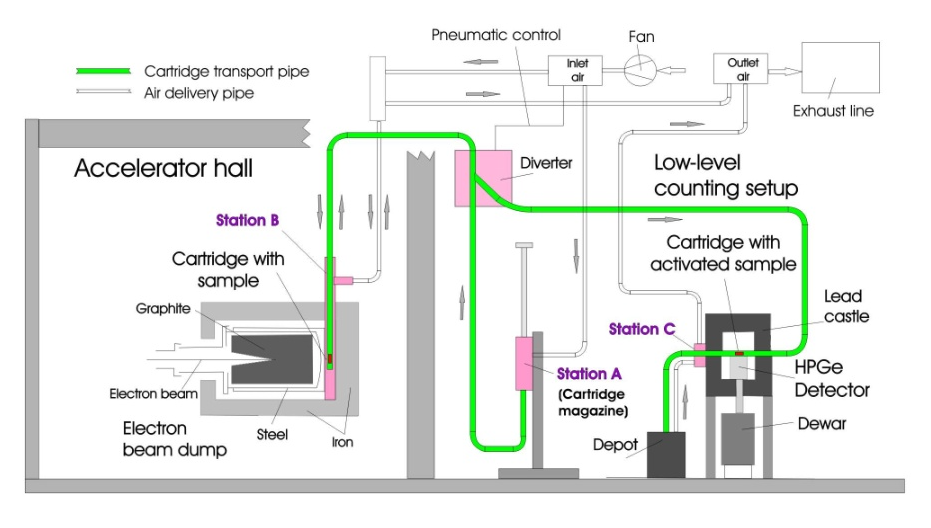 Pneumatic control
Fan
Cartridge transport pipe
Air delivery pipe
Inlet
air
Outlet
air
Exhaust line
Accelerator hall
Diverter
Low-level
counting setup
Station B
Cartridge with
sample
Cartridge with
activated sample
Graphite
Lead
castle
Station C
Station A
(Cartridge
magazine)
HPGe
Detector
Electron beam
Electron
beam dump
Steel
Iron
Depot
Dewar